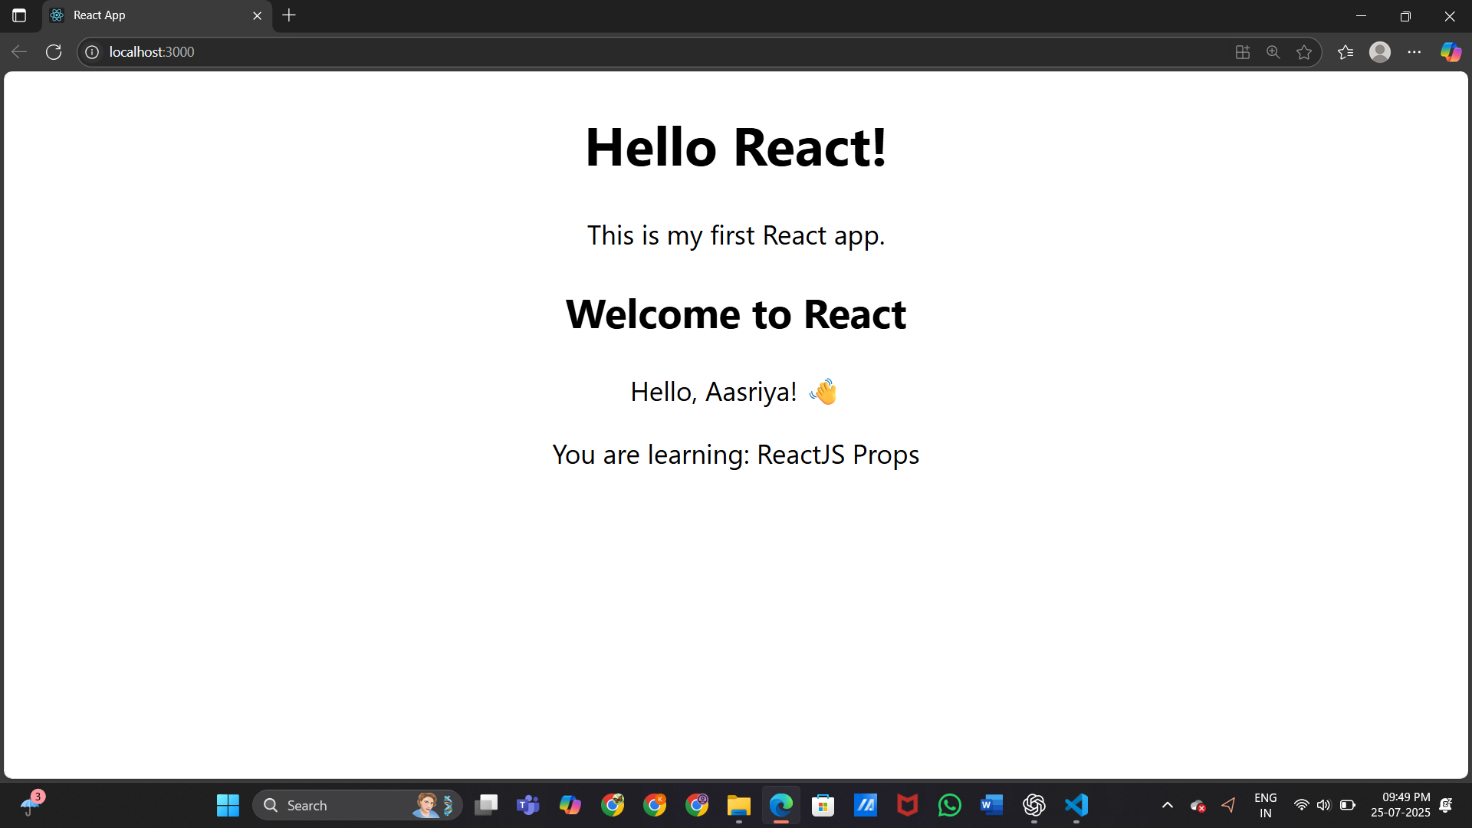 React App
localhost:3000
Hello React!
This is my first React app.
Welcome to React
Hello, Aasriya! 👋
You are learning: ReactJS Props
3
Search
ENG
IN
09:49 PM
25-07-2025